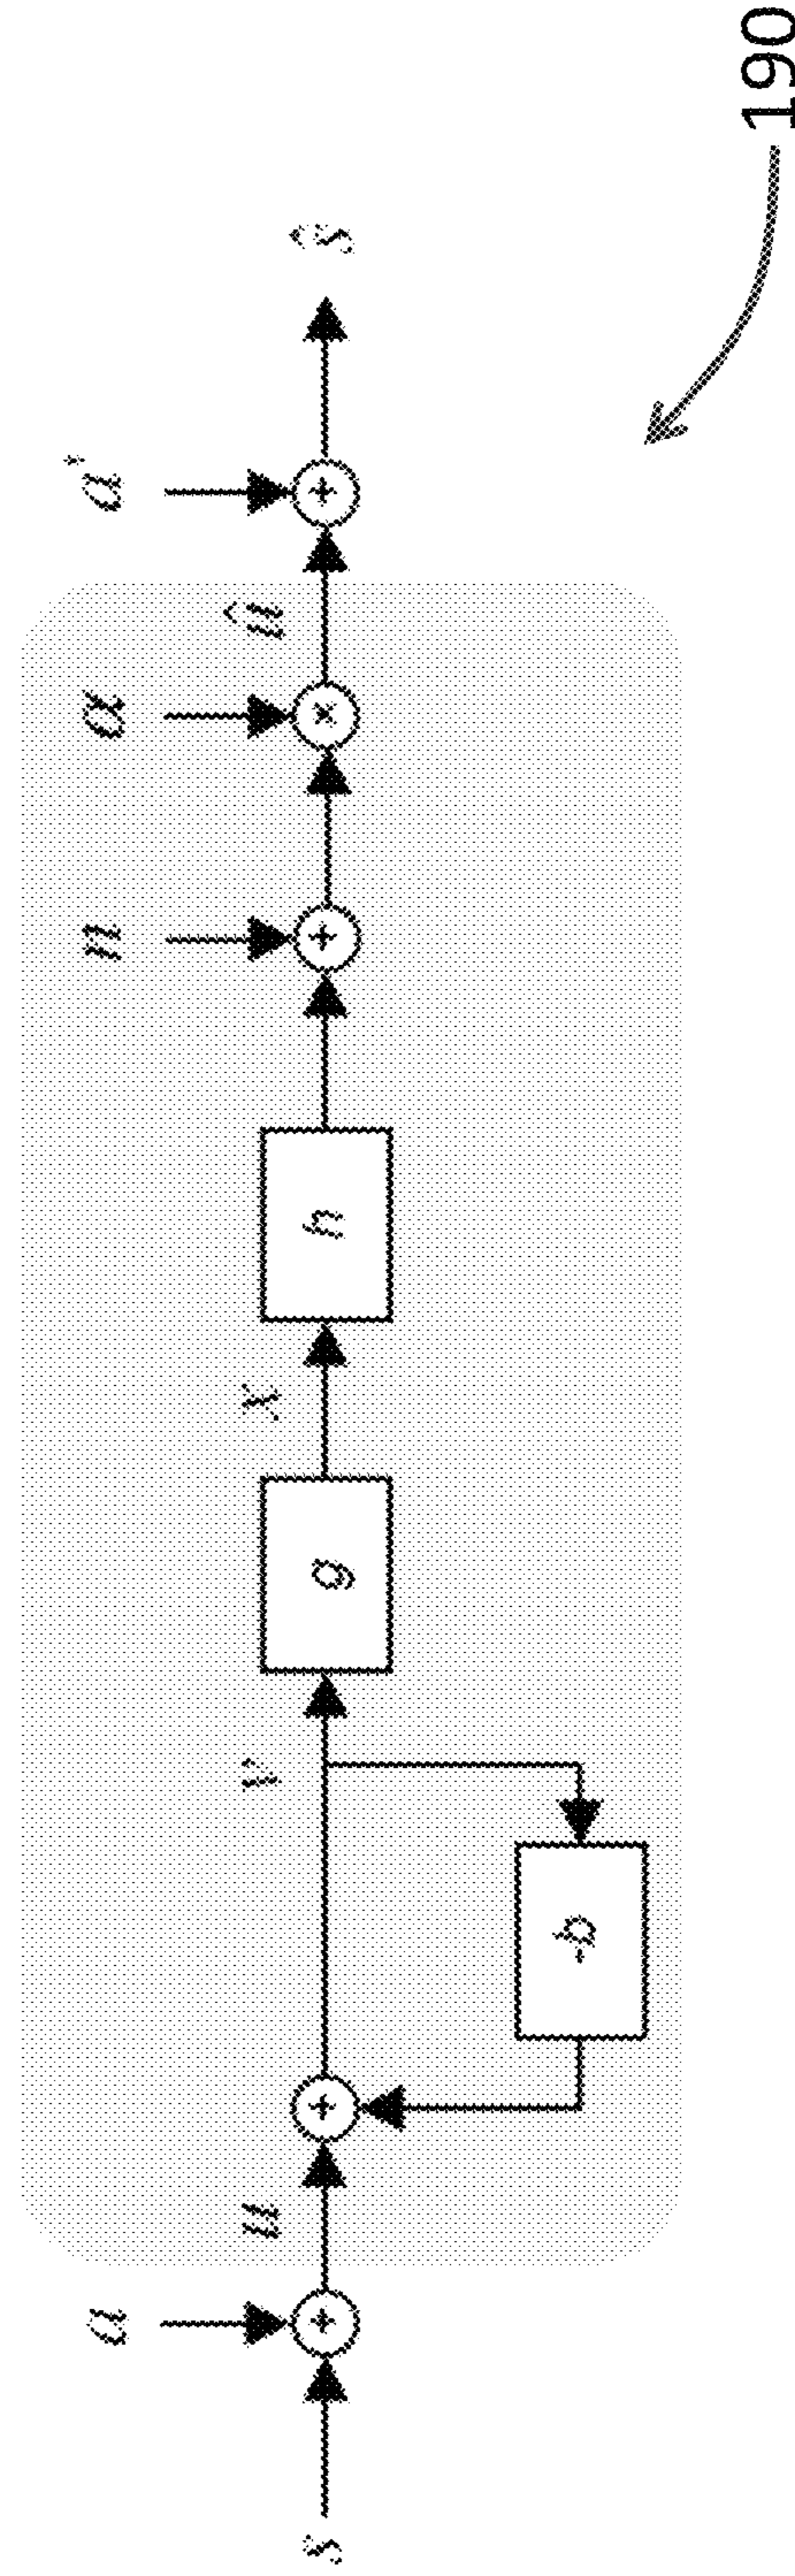 a n α a*
u v x û
s + + g h + × + ŝ
-b
190